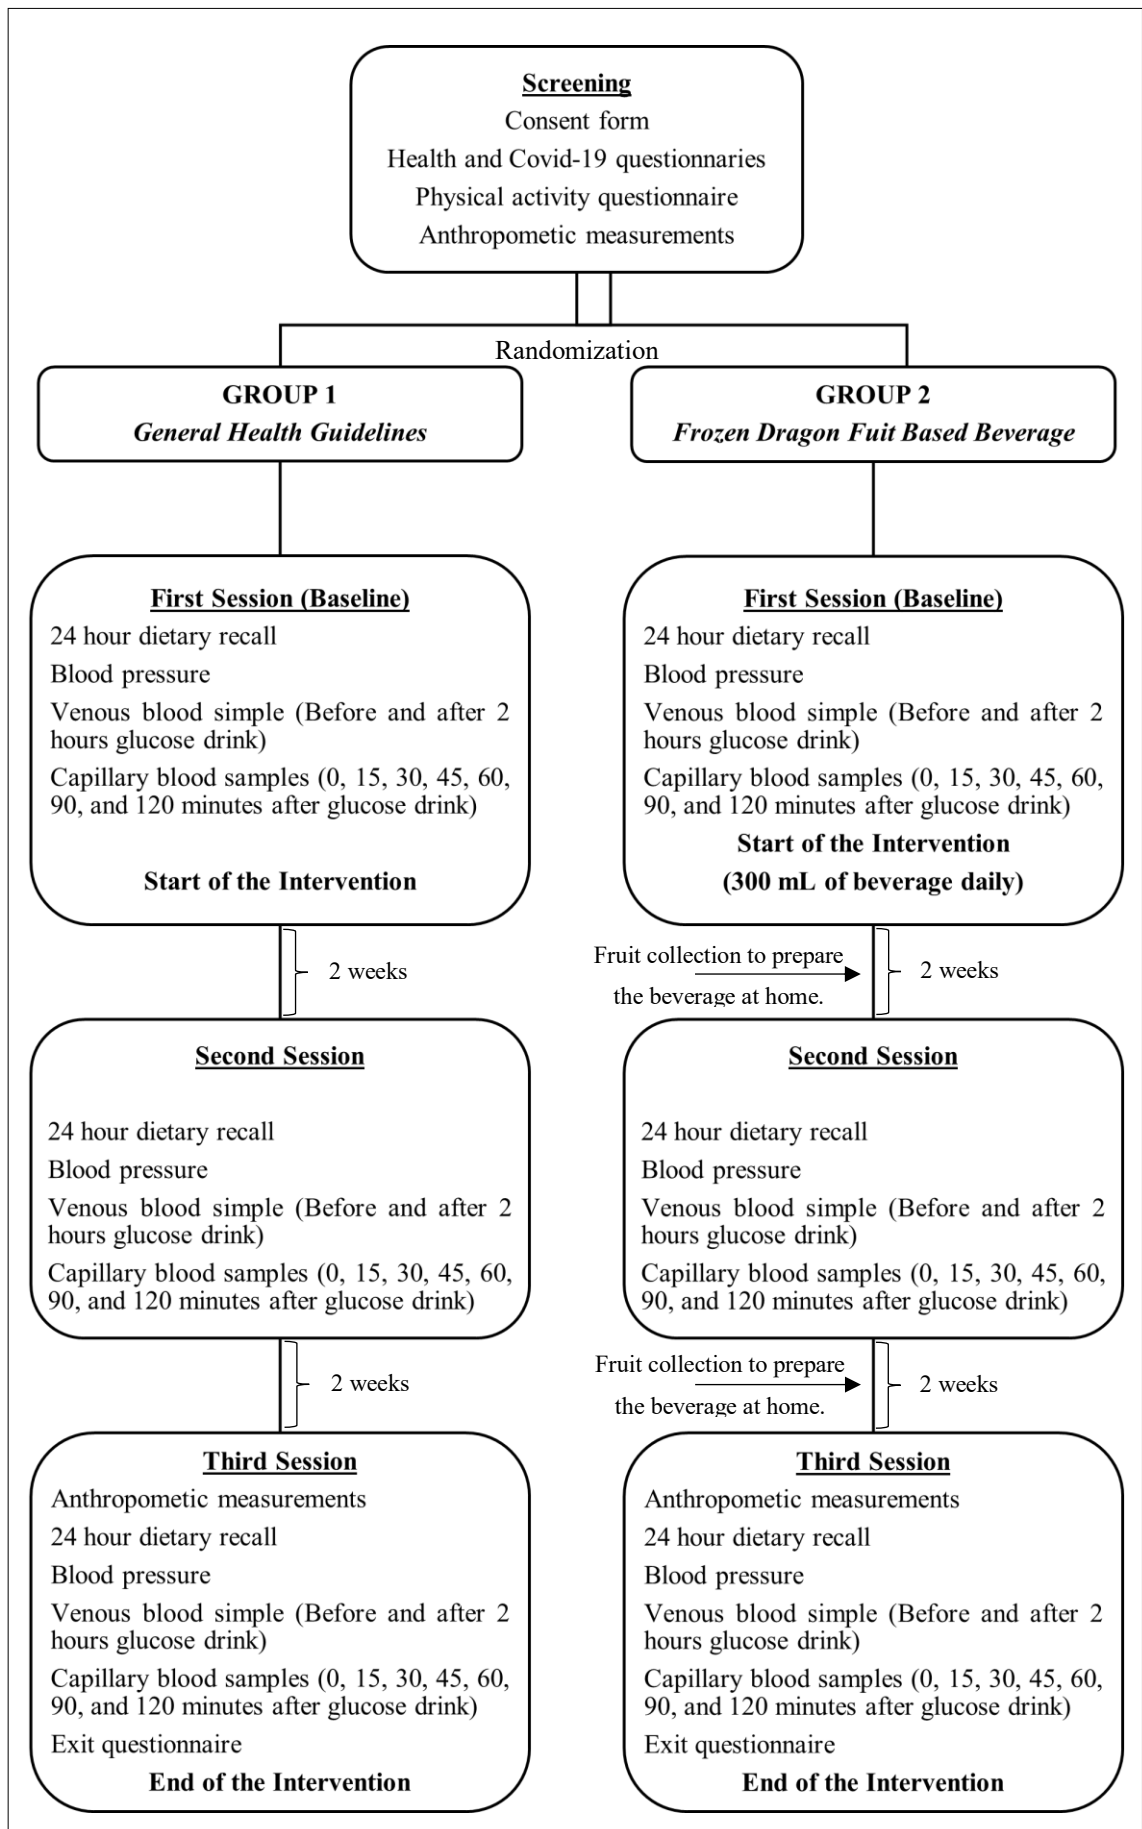 Screening
Consent form
Health and Covid-19 questionnaries
Physical activity questionnaire
Anthropometic measurements
Randomization
GROUP 1
General Health Guidelines
GROUP 2
Frozen Dragon Fuit Based Beverage
First Session (Baseline)
24 hour dietary recall
Blood pressure
Venous blood simple (Before and after 2
hours glucose drink)
Capillary blood samples (0, 15, 30, 45, 60,
90, and 120 minutes after glucose drink)
Start of the Intervention
First Session (Baseline)
24 hour dietary recall
Blood pressure
Venous blood simple (Before and after 2
hours glucose drink)
Capillary blood samples (0, 15, 30, 45, 60,
90, and 120 minutes after glucose drink)
Start of the Intervention
(300 mL of beverage daily)
2 weeks
Fruit collection to prepare
the beverage at home.
2 weeks
Second Session
24 hour dietary recall
Blood pressure
Venous blood simple (Before and after 2
hours glucose drink)
Capillary blood samples (0, 15, 30, 45, 60,
90, and 120 minutes after glucose drink)
Second Session
24 hour dietary recall
Blood pressure
Venous blood simple (Before and after 2
hours glucose drink)
Capillary blood samples (0, 15, 30, 45, 60,
90, and 120 minutes after glucose drink)
2 weeks
Fruit collection to prepare
the beverage at home.
2 weeks
Third Session
Anthropometic measurements
24 hour dietary recall
Blood pressure
Venous blood simple (Before and after 2
hours glucose drink)
Capillary blood samples (0, 15, 30, 45, 60,
90, and 120 minutes after glucose drink)
Exit questionnaire
End of the Intervention
Third Session
Anthropometic measurements
24 hour dietary recall
Blood pressure
Venous blood simple (Before and after 2
hours glucose drink)
Capillary blood samples (0, 15, 30, 45, 60,
90, and 120 minutes after glucose drink)
Exit questionnaire
End of the Intervention